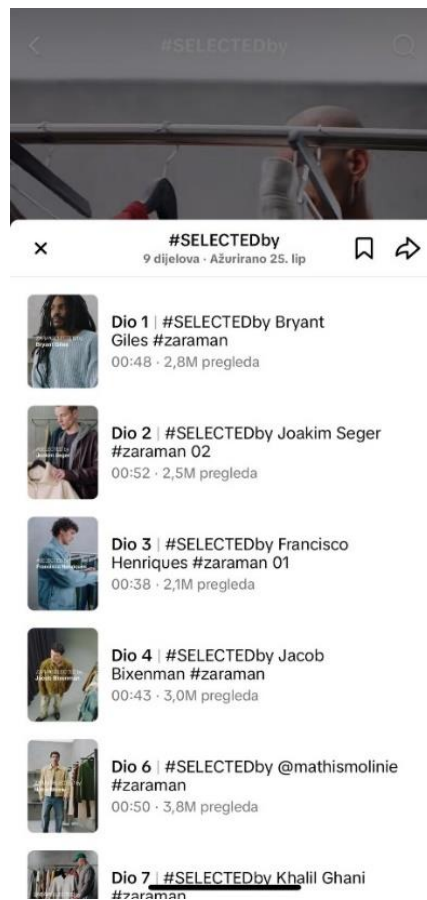 #SELECTEDby
#SELECTEDby
9 dijelova · Ažurirano 25. lip
Dio 1 | #SELECTEDby Bryant
Giles #zaraman
00:48 · 2,8M pregleda
Dio 2 | #SELECTEDby Joakim Seger
#zaraman 02
00:52 · 2,5M pregleda
Dio 3 | #SELECTEDby Francisco
Henriques #zaraman 01
00:38 · 2,1M pregleda
Dio 4 | #SELECTEDby Jacob
Bixenman #zaraman
00:43 · 3,0M pregleda
Dio 6 | #SELECTEDby @mathismolinie
#zaraman
00:50 · 3,8M pregleda
Dio 7 | #SELECTEDby Khalil Ghani
#zaraman